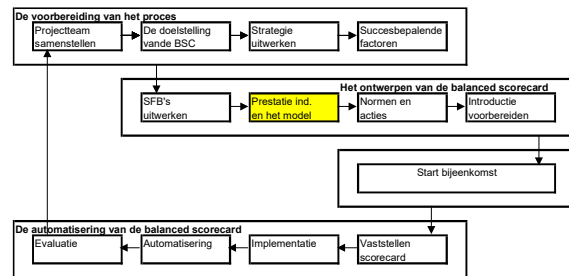 De voorbereiding van het proces
Projectteam
samenstellen
De doelstelling
vande BSC
Strategie
uitwerken
Succesbepalende
factoren
Het ontwerpen van de balanced scorecard
SFB's
uitwerken
Prestatie ind.
en het model
Normen en
acties
Introductie
voorbereiden
Start bijeenkomst
De automatisering van de balanced scorecard
Evaluatie
Automatisering
Implementatie
Vaststellen
scorecard